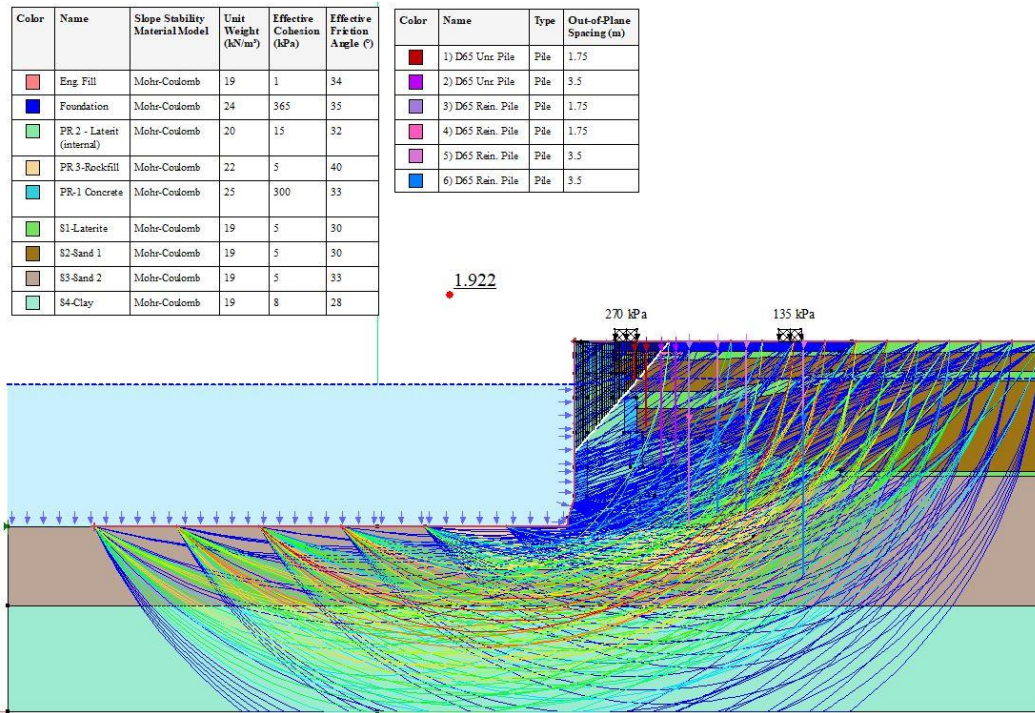 Color Name Slope Stability Material Model Unit Weight (kN/m³) Effective Cohesion (kPa) Effective Friction Angle (°)
Eng. Fill Mohr-Coulomb 19 1 34
Foundation Mohr-Coulomb 24 365 35
PR 2 - Laterit (internal) Mohr-Coulomb 20 15 32
PR 3-Rockfill Mohr-Coulomb 22 5 40
PR-1 Concrete Mohr-Coulomb 25 300 33
S1-Laterite Mohr-Coulomb 19 5 30
S2-Sand 1 Mohr-Coulomb 19 5 30
S3-Sand 2 Mohr-Coulomb 19 5 33
S4-Clay Mohr-Coulomb 19 8 28
Color Name Type Out-of-Plane Spacing (m)
1) D65 Unr. Pile Pile 1.75
2) D65 Unr. Pile Pile 3.5
3) D65 Rein. Pile Pile 1.75
4) D65 Rein. Pile Pile 1.75
5) D65 Rein. Pile Pile 3.5
6) D65 Rein. Pile Pile 3.5
1.922
270 kPa
135 kPa